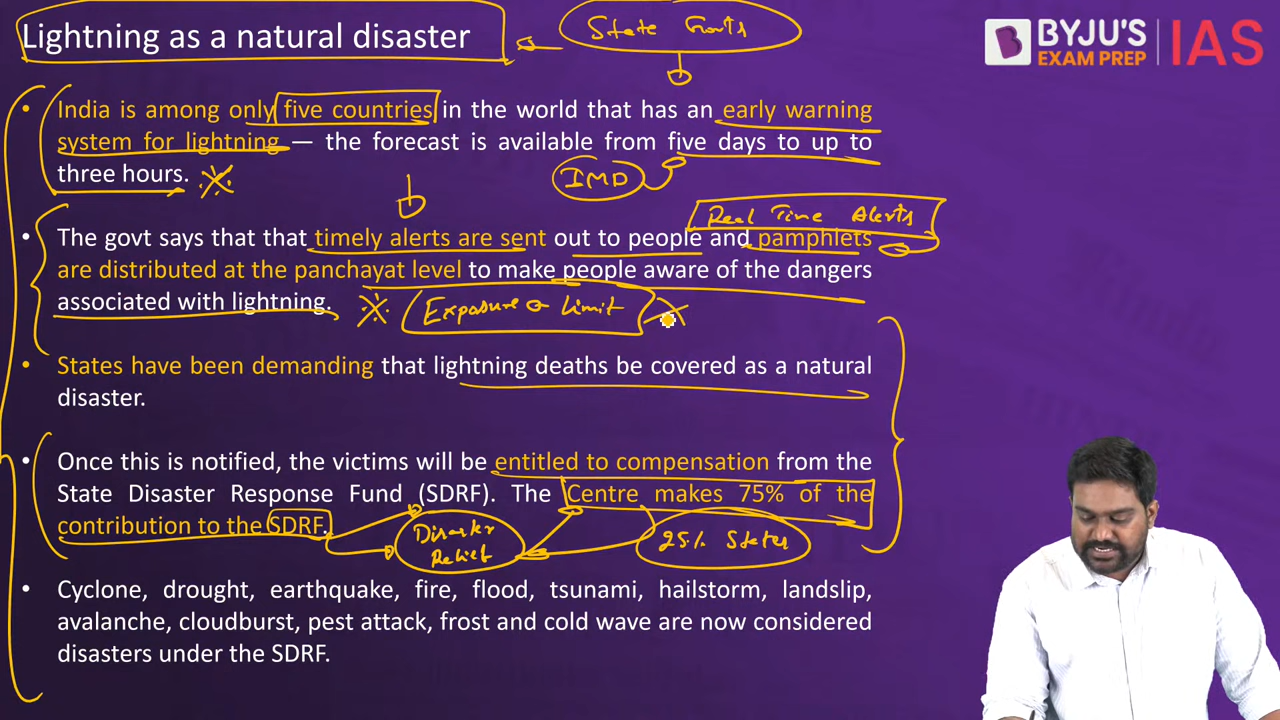 Lightning as a natural disaster
State Govts
BYJU'S
EXAM PREP
IAS
• India is among only five countries in the world that has an early warning
system for lightning — the forecast is available from five days to up to
three hours.
IMD
Real Time Alerts
• The govt says that that timely alerts are sent out to people and pamphlets
are distributed at the panchayat level to make people aware of the dangers
associated with lightning.
Exposure Limit
• States have been demanding that lightning deaths be covered as a natural
disaster.
• Once this is notified, the victims will be entitled to compensation from the
State Disaster Response Fund (SDRF). The Centre makes 75% of the
contribution to the SDRF.
Disaster
Relief
25% States
• Cyclone, drought, earthquake, fire, flood, tsunami, hailstorm, landslip,
avalanche, cloudburst, pest attack, frost and cold wave are now considered
disasters under the SDRF.